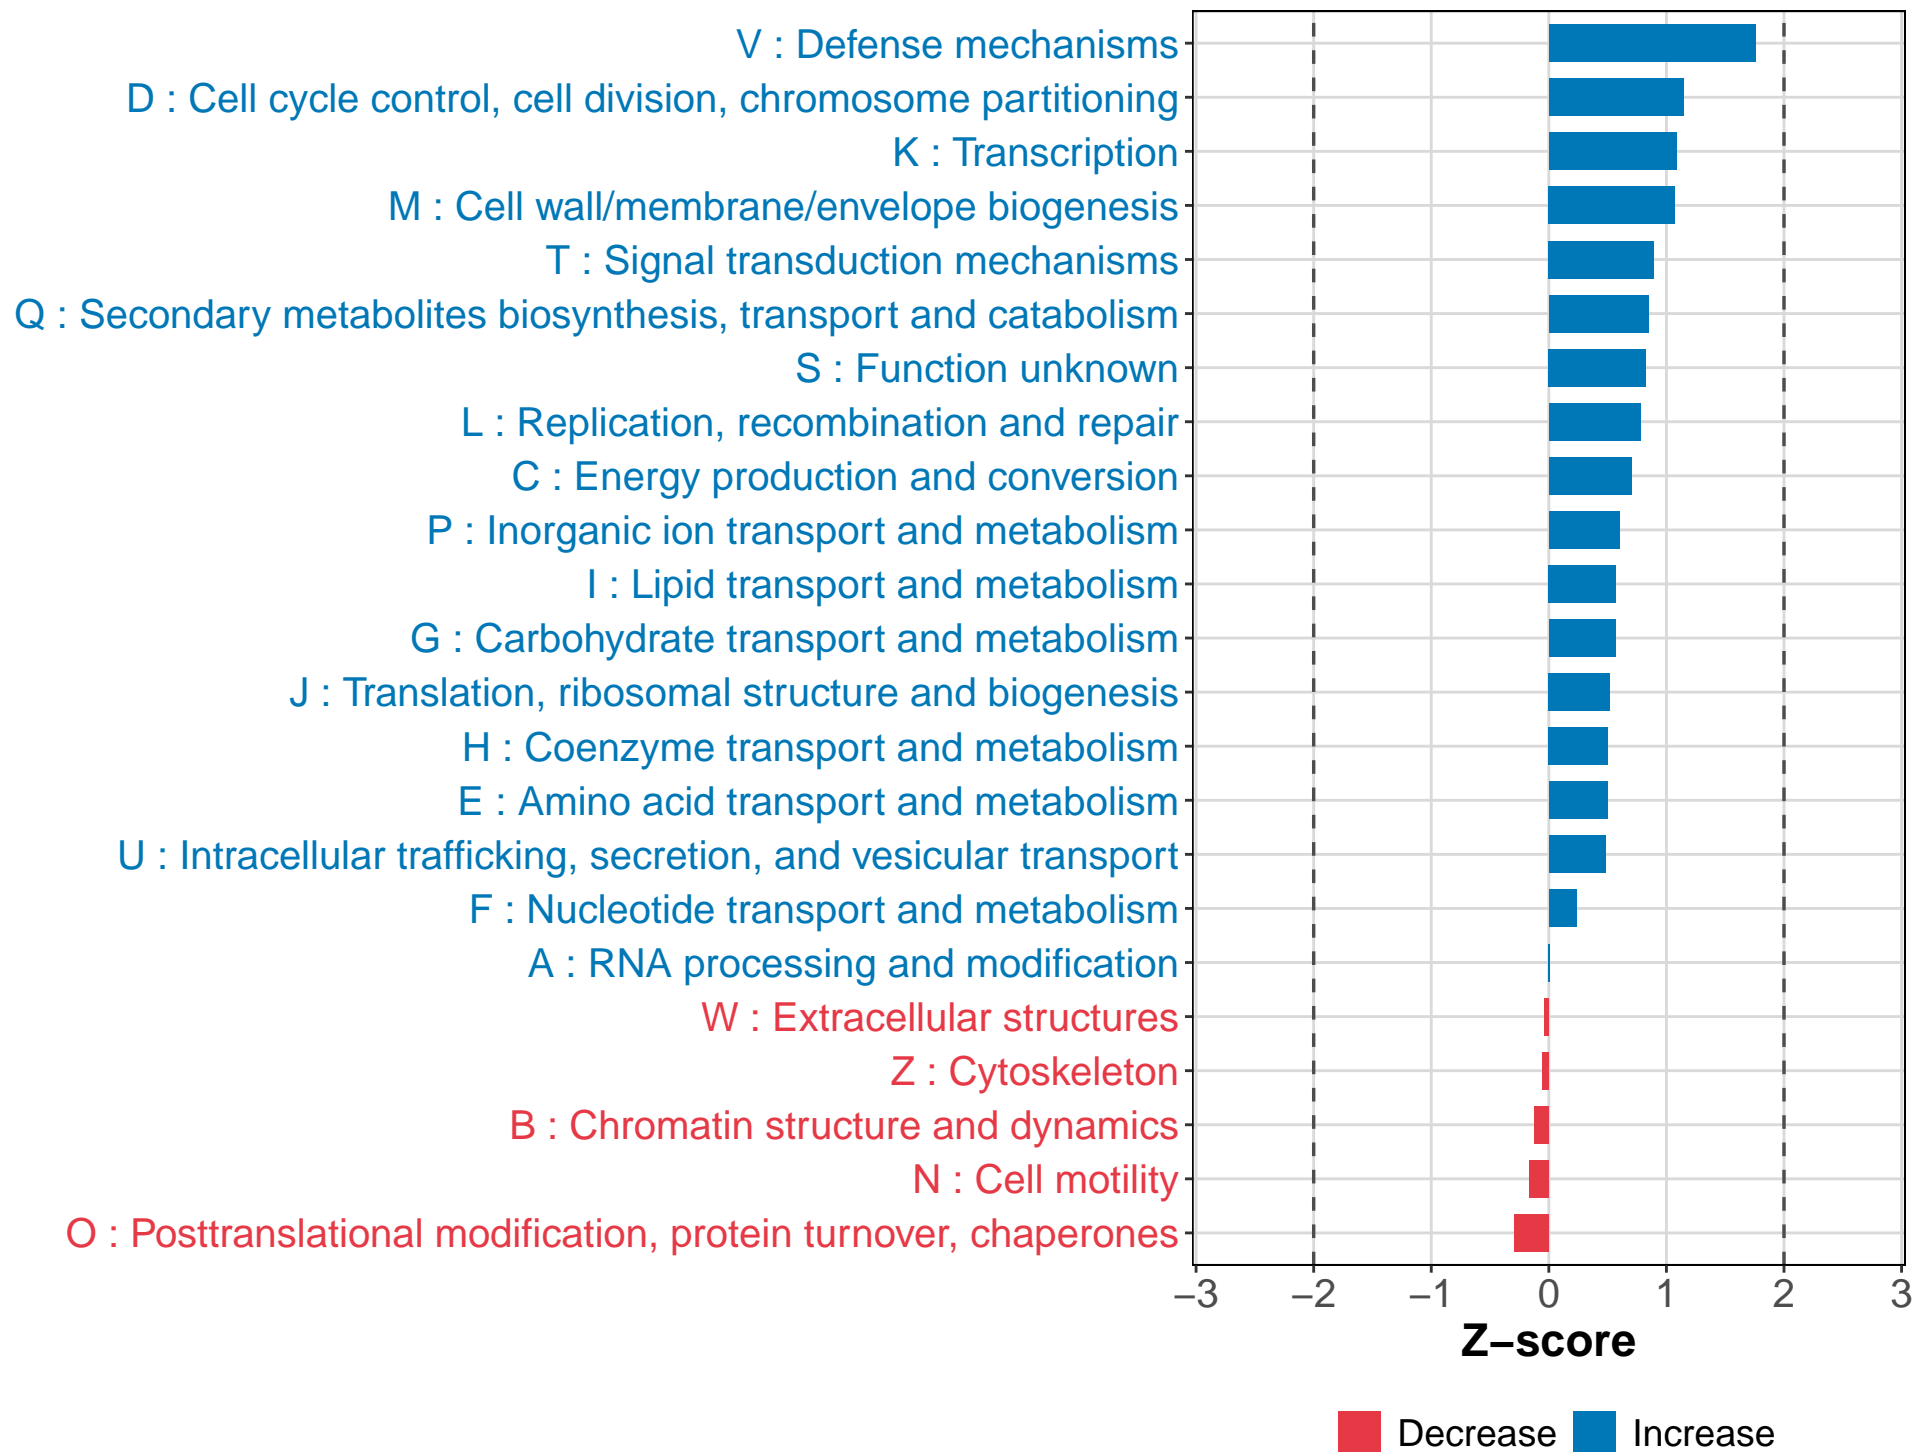 V : Defense mechanisms
D : Cell cycle control, cell division, chromosome partitioning
K : Transcription
M : Cell wall/membrane/envelope biogenesis
T : Signal transduction mechanisms
Q : Secondary metabolites biosynthesis, transport and catabolism
S : Function unknown
L : Replication, recombination and repair
C : Energy production and conversion
P : Inorganic ion transport and metabolism
I : Lipid transport and metabolism
G : Carbohydrate transport and metabolism
J : Translation, ribosomal structure and biogenesis
H : Coenzyme transport and metabolism
E : Amino acid transport and metabolism
U : Intracellular trafficking, secretion, and vesicular transport
F : Nucleotide transport and metabolism
A : RNA processing and modification
W : Extracellular structures
Z : Cytoskeleton
B : Chromatin structure and dynamics
N : Cell motility
O : Posttranslational modification, protein turnover, chaperones
−3 −2 −1 0 1 2 3
Z−score
Decrease Increase